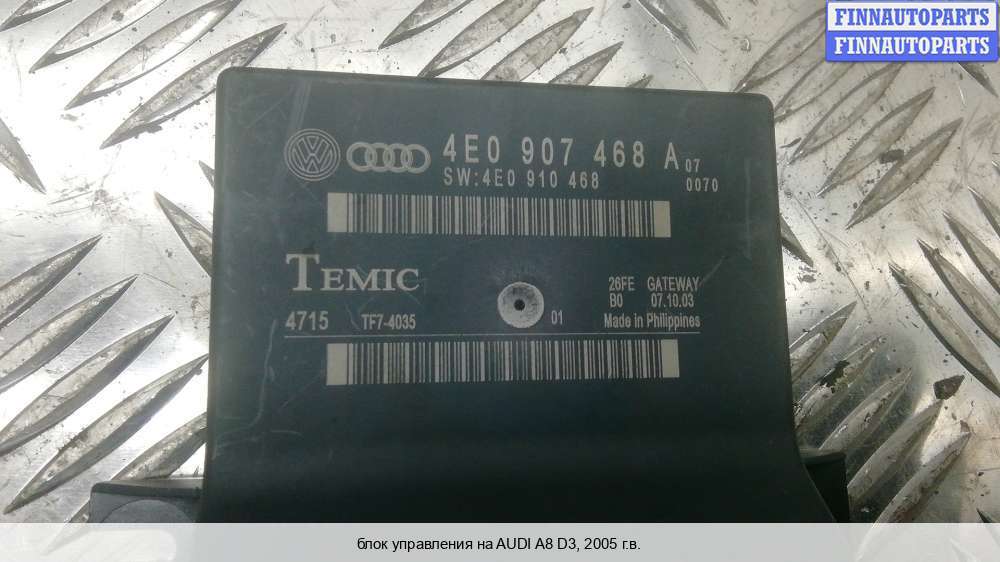 FINNAUTOPARTS
FINNAUTOPARTS
4E0 907 468 A 07
SW:4E0 910 468 0070
TEMIC
26FE GATEWAY
B0 07.10.03
4715 TF7-4035 01 Made in Philippines
блок управления на AUDI A8 D3, 2005 г.в.